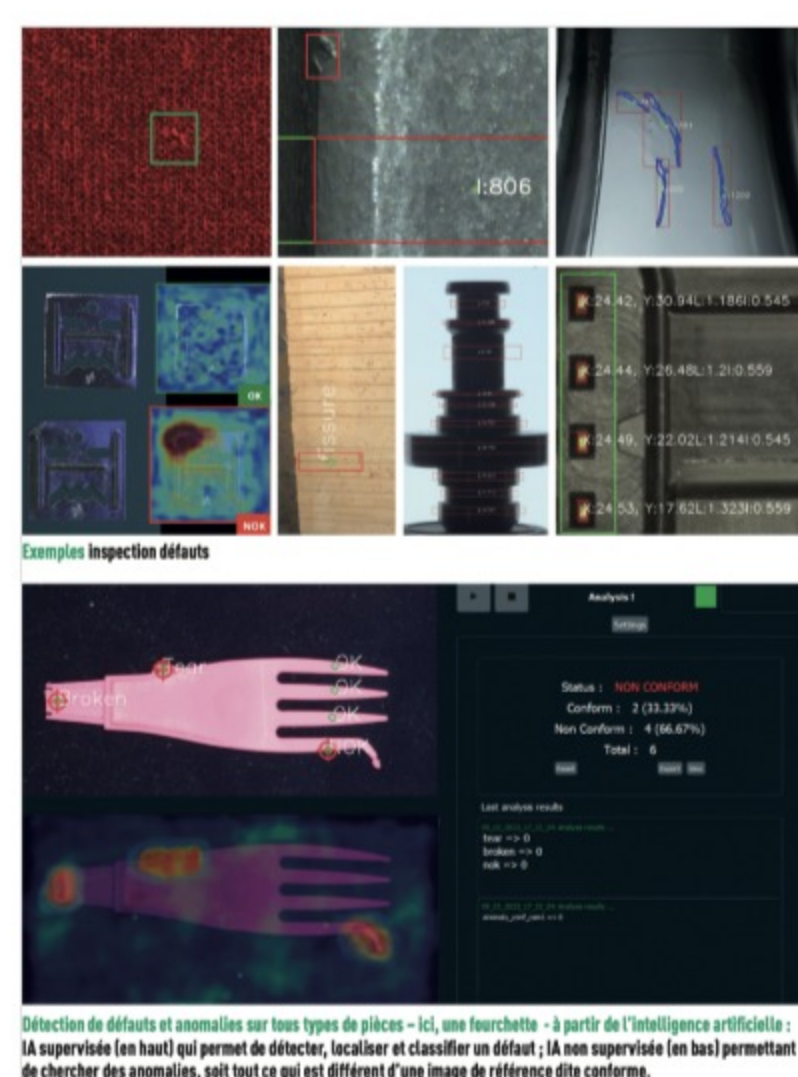 I:806
OK
NOK
fissure
X:24.42, Y:30.94L:1.186I:0.545
X:24.44, Y:26.48L:1.2I:0.559
X:24.49, Y:22.02L:1.214I:0.545
X:24.53, Y:17.62L:1.323I:0.559
Exemples inspection défauts
Tear
Broken
OK
OK
OK
NOK
Analysis !
Settings
Status : NON CONFORM
Conform : 2 (33.33%)
Non Conform : 4 (66.67%)
Total : 6
Reset
Export
Last analysis results
tear => 0
broken => 0
nok => 0
Détection de défauts et anomalies sur tous types de pièces – ici, une fourchette - à partir de l'intelligence artificielle :
IA supervisée (en haut) qui permet de détecter, localiser et classifier un défaut ; IA non supervisée (en bas) permettant
de chercher des anomalies, soit tout ce qui est différent d'une image de référence dite conforme.